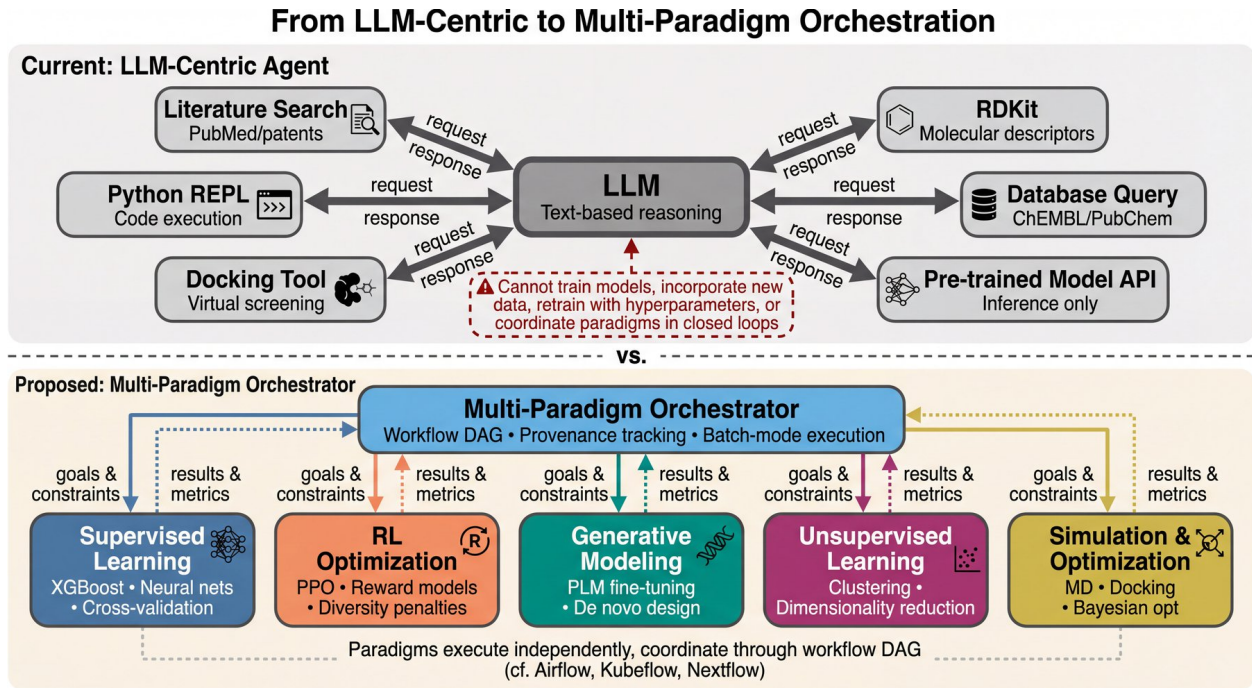 From LLM-Centric to Multi-Paradigm Orchestration
Current: LLM-Centric Agent
Literature Search
PubMed/patents
request
response
Python REPL
Code execution
>>>
request
response
Docking Tool
Virtual screening
request
response
LLM
Text-based reasoning
Cannot train models, incorporate new
data, retrain with hyperparameters, or
coordinate paradigms in closed loops
request
response
RDKit
Molecular descriptors
request
response
Database Query
ChEMBL/PubChem
request
response
Pre-trained Model API
Inference only
vs.
Proposed: Multi-Paradigm Orchestrator
Multi-Paradigm Orchestrator
Workflow DAG • Provenance tracking • Batch-mode execution
goals &
constraints
results &
metrics
goals &
constraints
results &
metrics
goals &
constraints
results &
metrics
goals &
constraints
results &
metrics
goals &
constraints
results &
metrics
Supervised
Learning
XGBoost • Neural nets
• Cross-validation
RL
Optimization
R
PPO • Reward models
• Diversity penalties
Generative
Modeling
PLM fine-tuning
• De novo design
Unsupervised
Learning
Clustering •
Dimensionality reduction
Simulation &
Optimization
MD • Docking
• Bayesian opt
Paradigms execute independently, coordinate through workflow DAG
(cf. Airflow, Kubeflow, Nextflow)